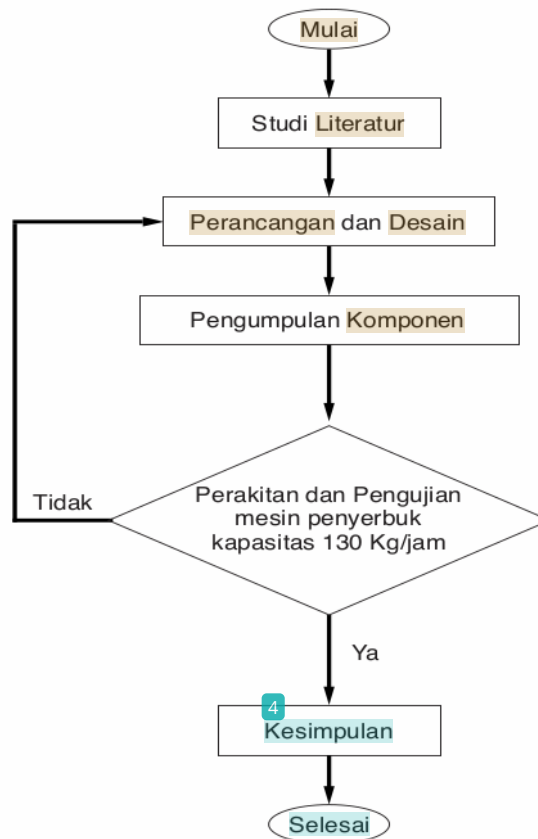 Mulai
Studi Literatur
Perancangan dan Desain
Pengumpulan Komponen
Tidak
Perakitan dan Pengujian
mesin penyerbuk
kapasitas 130 Kg/jam
Ya
4
Kesimpulan
Selesai